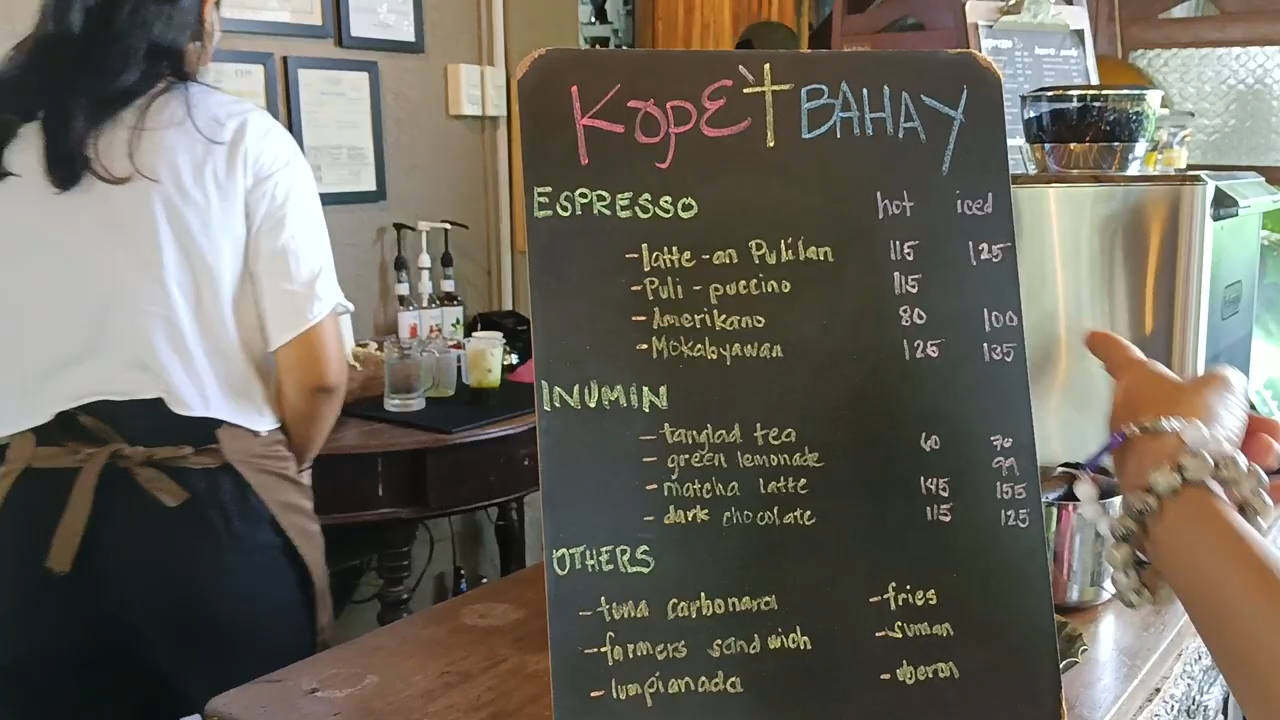 KopE't BAHAY
ESPRESSO hot iced
-latte-an Pulilan 115 125
-Puli-puccino 115
-Amerikano 80 100
-Mokabyawan 125 135
INUMIN
-tanglad tea 60 70
-green lemonade 99
-matcha latte 145 155
-dark chocolate 115 125
OTHERS
-tuna carbonara -fries
-farmers sandwich -suman
-lumpianada -uberon